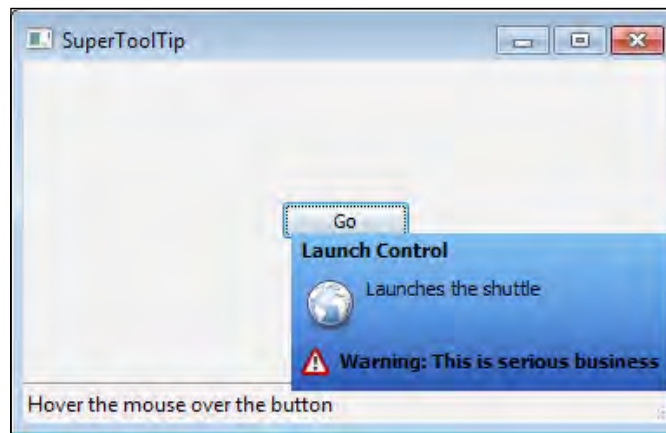 SuperToolTip
Go
Launch Control
Launches the shuttle
Warning: This is serious business
Hover the mouse over the button